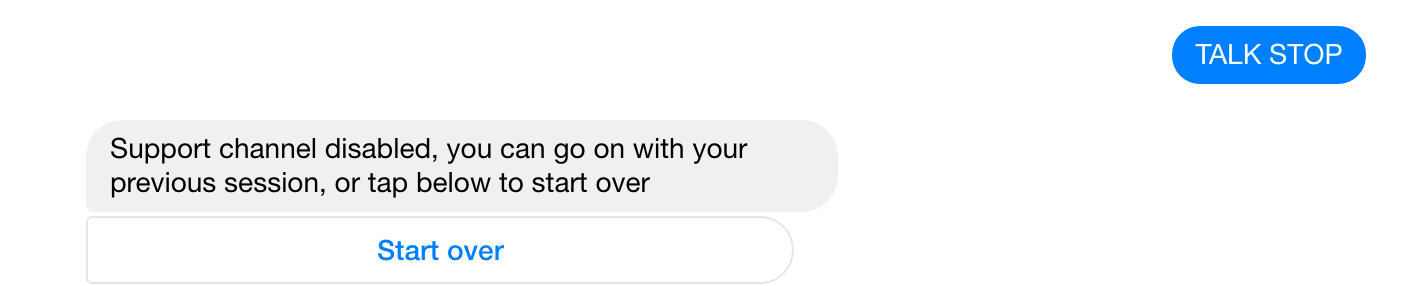 TALK STOP
Support channel disabled, you can go on with your
previous session, or tap below to start over
Start over